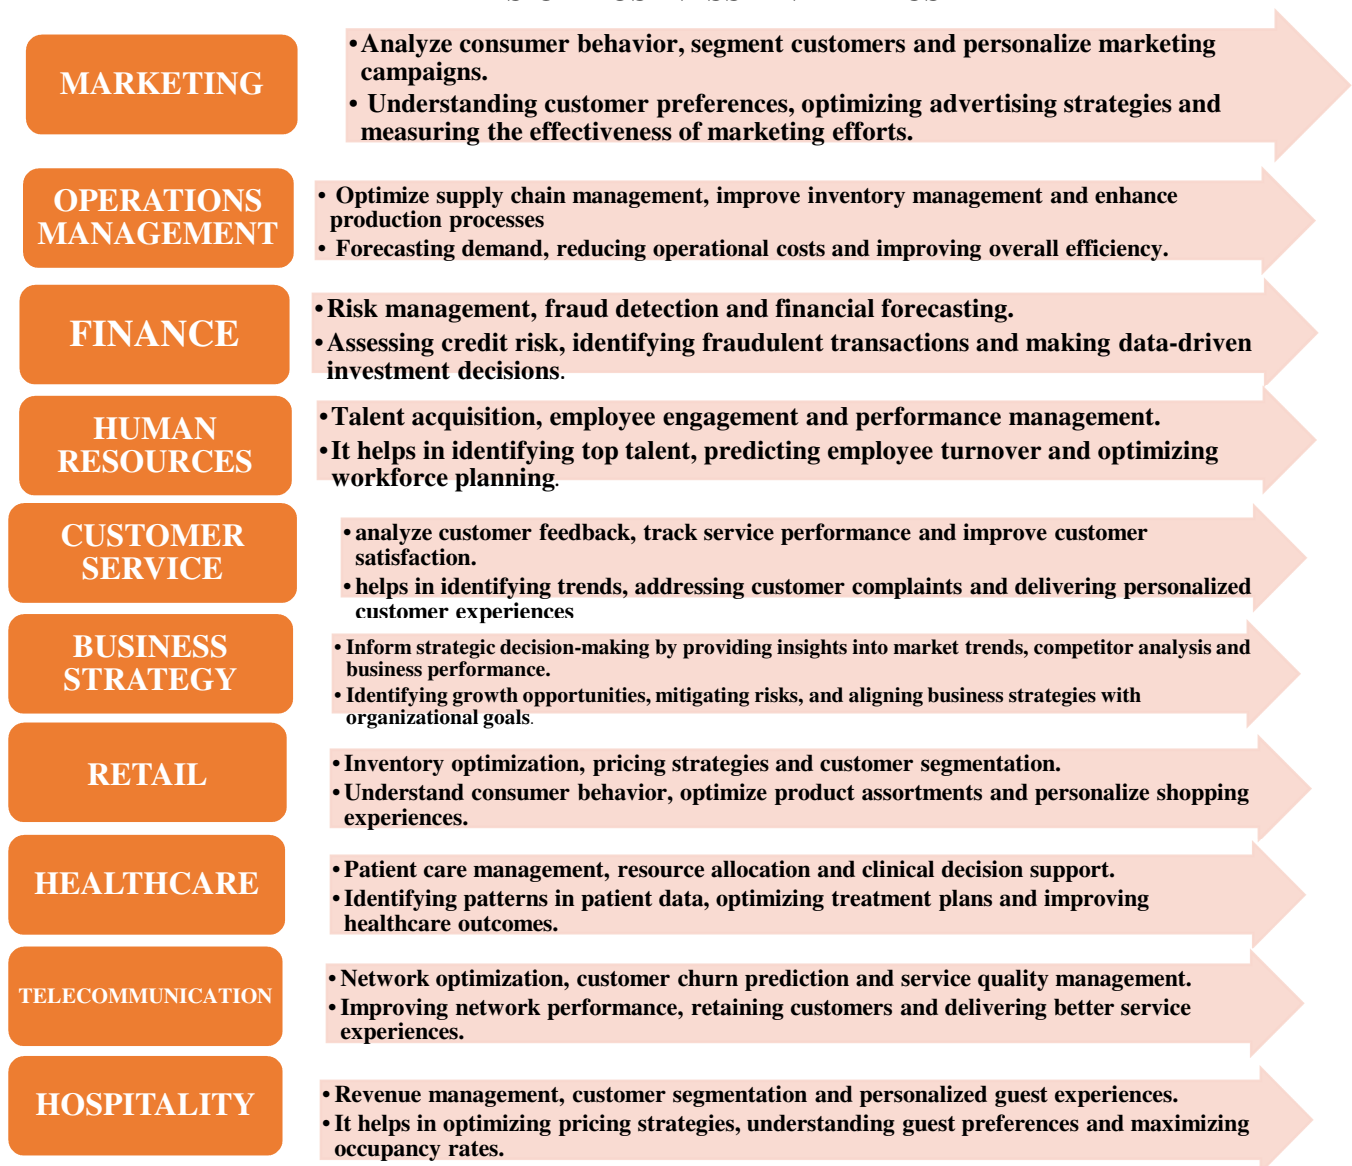 MARKETING
•Analyze consumer behavior, segment customers and personalize marketing
campaigns.
• Understanding customer preferences, optimizing advertising strategies and
measuring the effectiveness of marketing efforts.
OPERATIONS
MANAGEMENT
• Optimize supply chain management, improve inventory management and enhance
production processes
• Forecasting demand, reducing operational costs and improving overall efficiency.
FINANCE
•Risk management, fraud detection and financial forecasting.
•Assessing credit risk, identifying fraudulent transactions and making data-driven
investment decisions.
HUMAN
RESOURCES
•Talent acquisition, employee engagement and performance management.
•It helps in identifying top talent, predicting employee turnover and optimizing
workforce planning.
CUSTOMER
SERVICE
•analyze customer feedback, track service performance and improve customer
satisfaction.
•helps in identifying trends, addressing customer complaints and delivering personalized
customer experiences
BUSINESS
STRATEGY
•Inform strategic decision-making by providing insights into market trends, competitor analysis and
business performance.
•Identifying growth opportunities, mitigating risks, and aligning business strategies with
organizational goals.
RETAIL
•Inventory optimization, pricing strategies and customer segmentation.
•Understand consumer behavior, optimize product assortments and personalize shopping
experiences.
HEALTHCARE
•Patient care management, resource allocation and clinical decision support.
•Identifying patterns in patient data, optimizing treatment plans and improving
healthcare outcomes.
TELECOMMUNICATION
•Network optimization, customer churn prediction and service quality management.
•Improving network performance, retaining customers and delivering better service
experiences.
HOSPITALITY
•Revenue management, customer segmentation and personalized guest experiences.
•It helps in optimizing pricing strategies, understanding guest preferences and maximizing
occupancy rates.